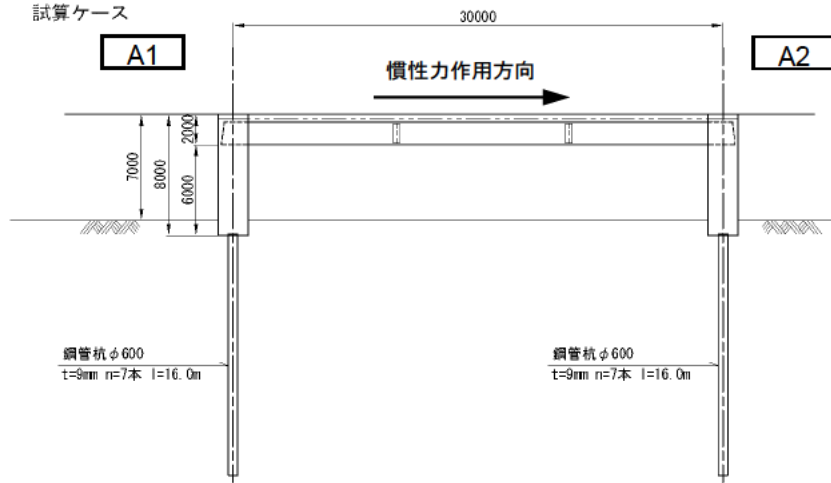 試算ケース
30000
A1
A2
慣性力作用方向
7000
8000
2000
6000
鋼管杭φ600
t=9mm n=7本 l=16.0m
鋼管杭φ600
t=9mm n=7本 l=16.0m